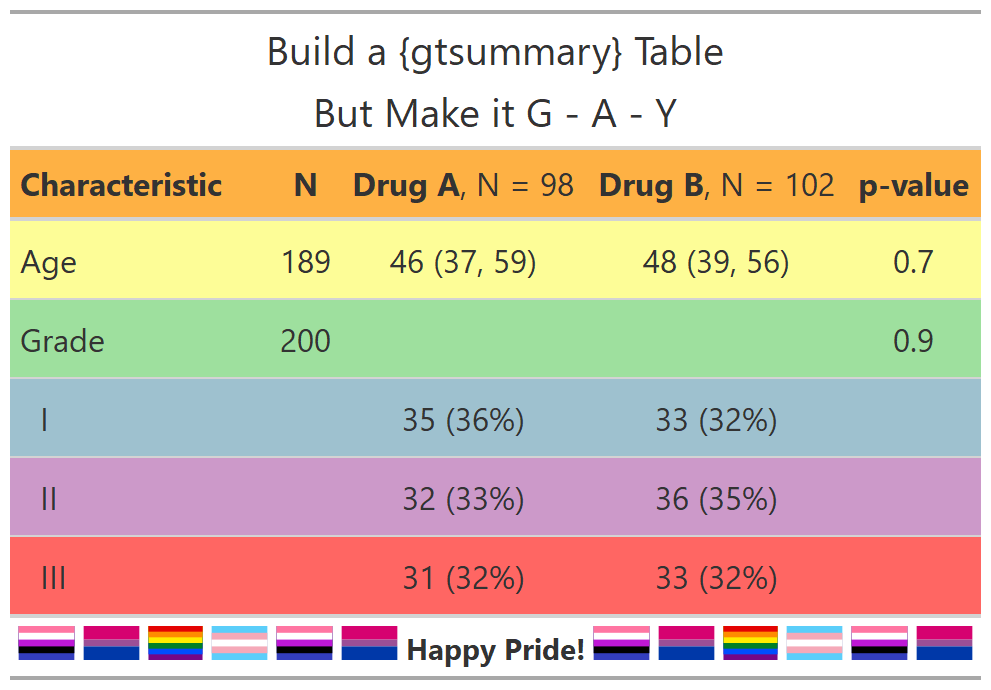 Build a {gtsummary} Table
But Make it G - A - Y
Characteristic N Drug A, N = 98 Drug B, N = 102 p-value
Age 189 46 (37, 59) 48 (39, 56) 0.7
Grade 200 0.9
I 35 (36%) 33 (32%)
II 32 (33%) 36 (35%)
III 31 (32%) 33 (32%)
Happy Pride!